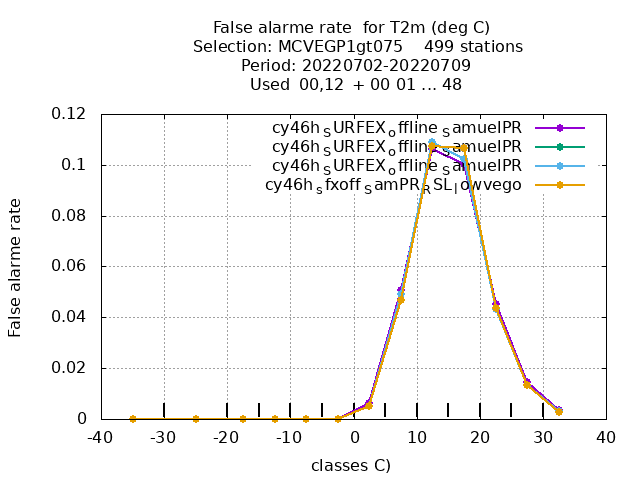 False alarme rate  for T2m (deg C)
Selection: MCVEGP1gt075    499 stations
Period: 20220702-20220709
Used  00,12  + 00 01 ... 48
0.12
0.1
0.08
0.06
0.04
0.02
0
False alarme rate
cy46h_SURFEX_offline_samuelPR
cy46h_SURFEX_offline_samuelPR
cy46h_SURFEX_offline_samuelPR
cy46h_sfxoff_SamPR_RSL_lowvego
-40 -30 -20 -10 0 10 20 30 40
classes C)